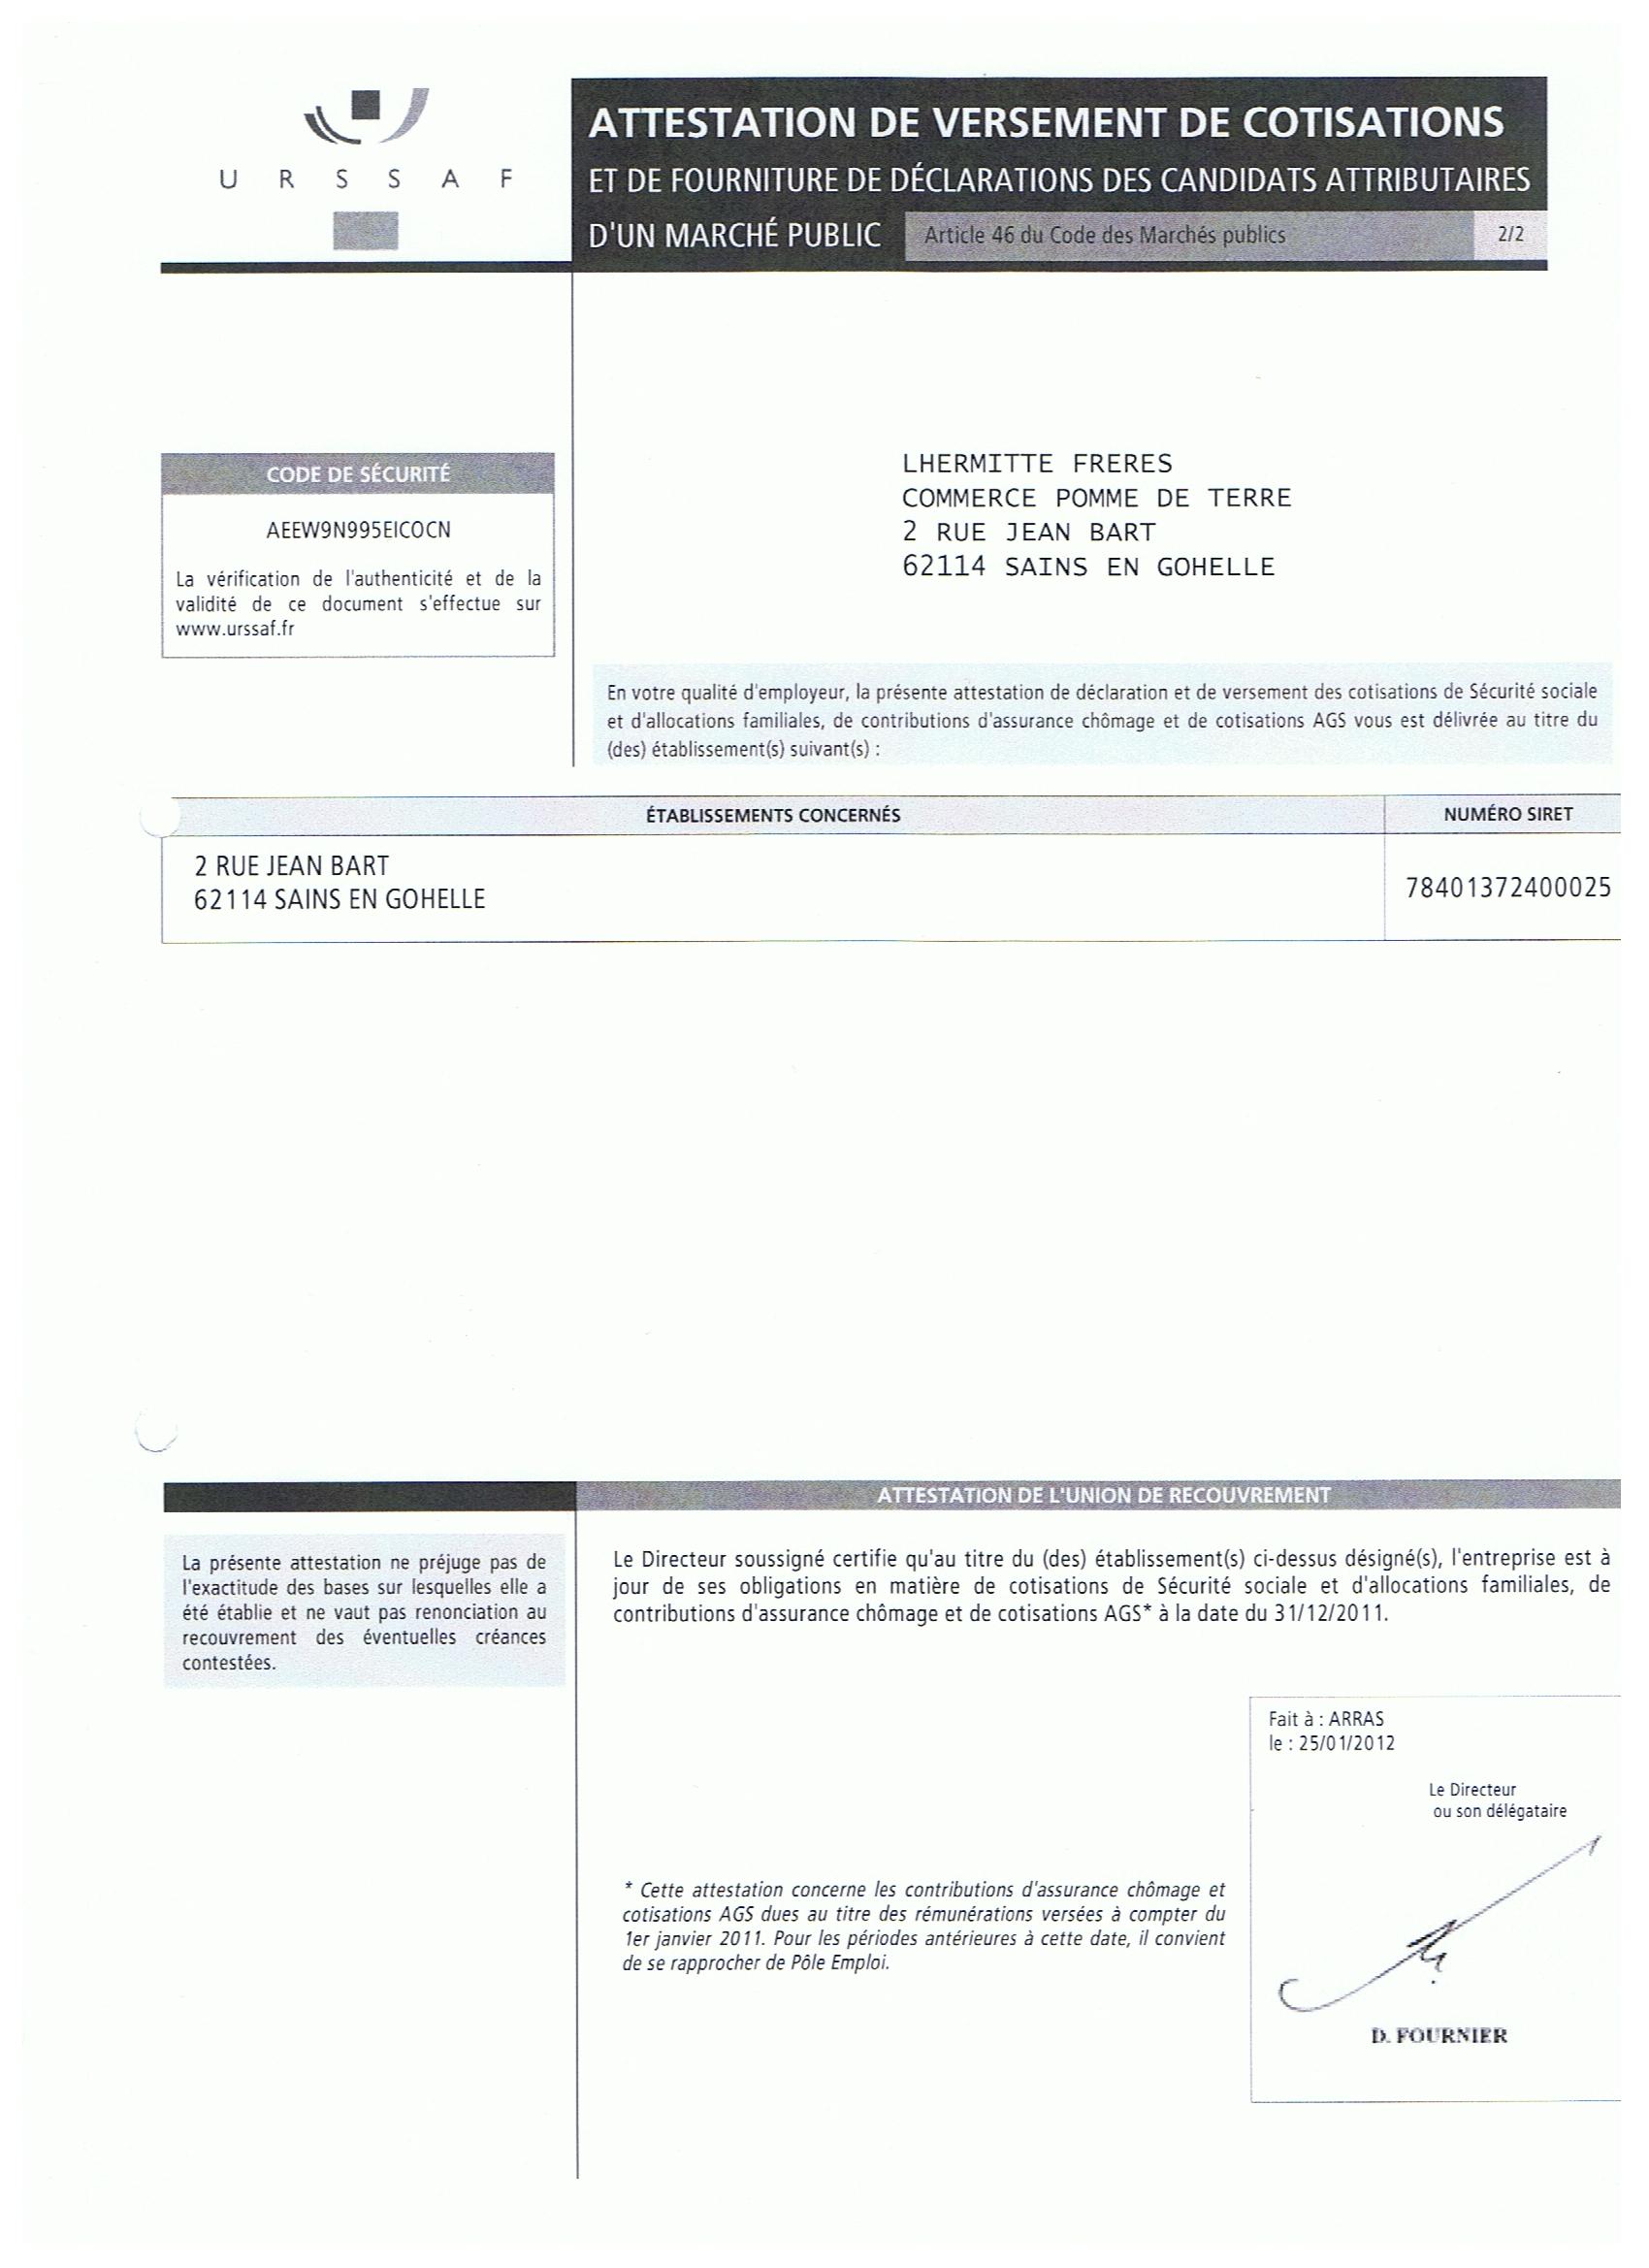 URSSAF
ATTESTATION DE VERSEMENT DE COTISATIONS
ET DE FOURNITURE DE DÉCLARATIONS DES CANDIDATS ATTRIBUTAIRES
D'UN MARCHÉ PUBLIC Article 46 du Code des Marchés publics 2/2
CODE DE SÉCURITÉ
AEEW9N995EICOCN
La vérification de l'authenticité et de la
validité de ce document s'effectue sur
www.urssaf.fr
LHERMITTE FRERES
COMMERCE POMME DE TERRE
2 RUE JEAN BART
62114 SAINS EN GOHELLE
En votre qualité d'employeur, la présente attestation de déclaration et de versement des cotisations de Sécurité sociale
et d'allocations familiales, de contributions d'assurance chômage et de cotisations AGS vous est délivrée au titre du
(des) établissement(s) suivant(s) :
ÉTABLISSEMENTS CONCERNÉS NUMÉRO SIRET
2 RUE JEAN BART
62114 SAINS EN GOHELLE
78401372400025
ATTESTATION DE L'UNION DE RECOUVREMENT
La présente attestation ne préjuge pas de
l'exactitude des bases sur lesquelles elle a
été établie et ne vaut pas renonciation au
recouvrement des éventuelles créances
contestées.
Le Directeur soussigné certifie qu'au titre du (des) établissement(s) ci-dessus désigné(s), l'entreprise est à
jour de ses obligations en matière de cotisations de Sécurité sociale et d'allocations familiales, de
contributions d'assurance chômage et de cotisations AGS* à la date du 31/12/2011.
Fait à : ARRAS
le : 25/01/2012
Le Directeur
ou son délégataire
* Cette attestation concerne les contributions d'assurance chômage et
cotisations AGS dues au titre des rémunérations versées à compter du
1er janvier 2011. Pour les périodes antérieures à cette date, il convient
de se rapprocher de Pôle Emploi.
D. FOURNIER